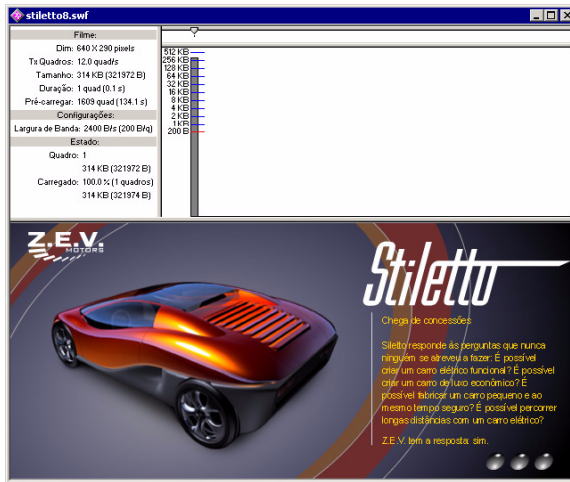 stiletto8.swf
Filme:
Dim: 640 X 290 pixels
Tx Quadros: 12.0 quad/s
Tamanho: 314 KB (321972 B)
Duração: 1 quad (0.1 s)
Pré-carregar: 1609 quad (134.1 s)
Configurações:
Largura de Banda: 2400 B/s (200 B/q)
Estado:
Quadro: 1
314 KB (321972 B)
Carregado: 100.0 % (1 quadros)
314 KB (321974 B)
512 KB
256 KB
128 KB
64 KB
32 KB
16 KB
8 KB
4 KB
2 KB
1 KB
200 B
Z.E.V.
MOTORS
Stiletto
Chega de concessões
Siletto responde às perguntas que nunca
ninguém se atreveu a fazer: É possível
criar um carro elétrico funcional? É possível
criar um carro de luxo econômico? É
possível fabricar um carro pequeno e ao
mesmo tempo seguro? É possível percorrer
longas distâncias com um carro elétrico?
Z.E.V. tem a resposta: sim.